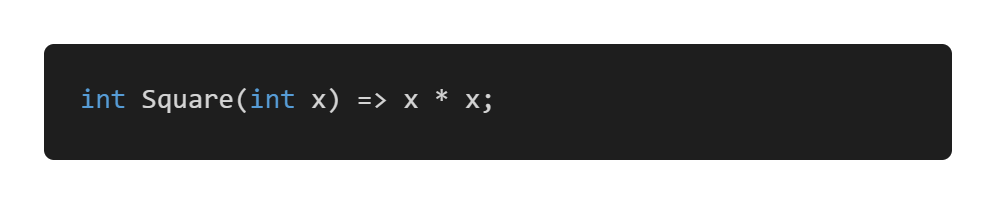 int Square(int x) => x * x;